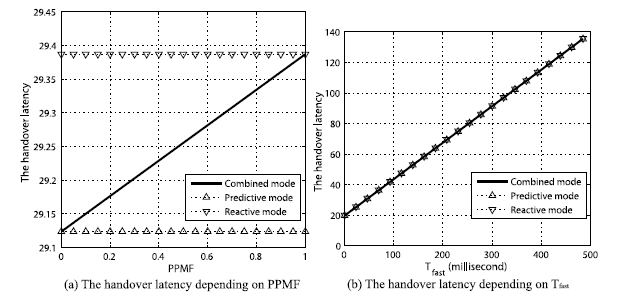 29.45
29.4
29.35
29.3
29.25
29.2
29.15
29.1
The handover latency
Combined mode
Predictive mode
Reactive mode
0 0.2 0.4 0.6 0.8 1
PPMF
(a) The handover latency depending on PPMF
140
120
100
80
60
40
20
0
The handover latency
Combined mode
Predictive mode
Reactive mode
0 100 200 300 400 500
T fast (millisecond)
(b) The handover latency depending on Tfast